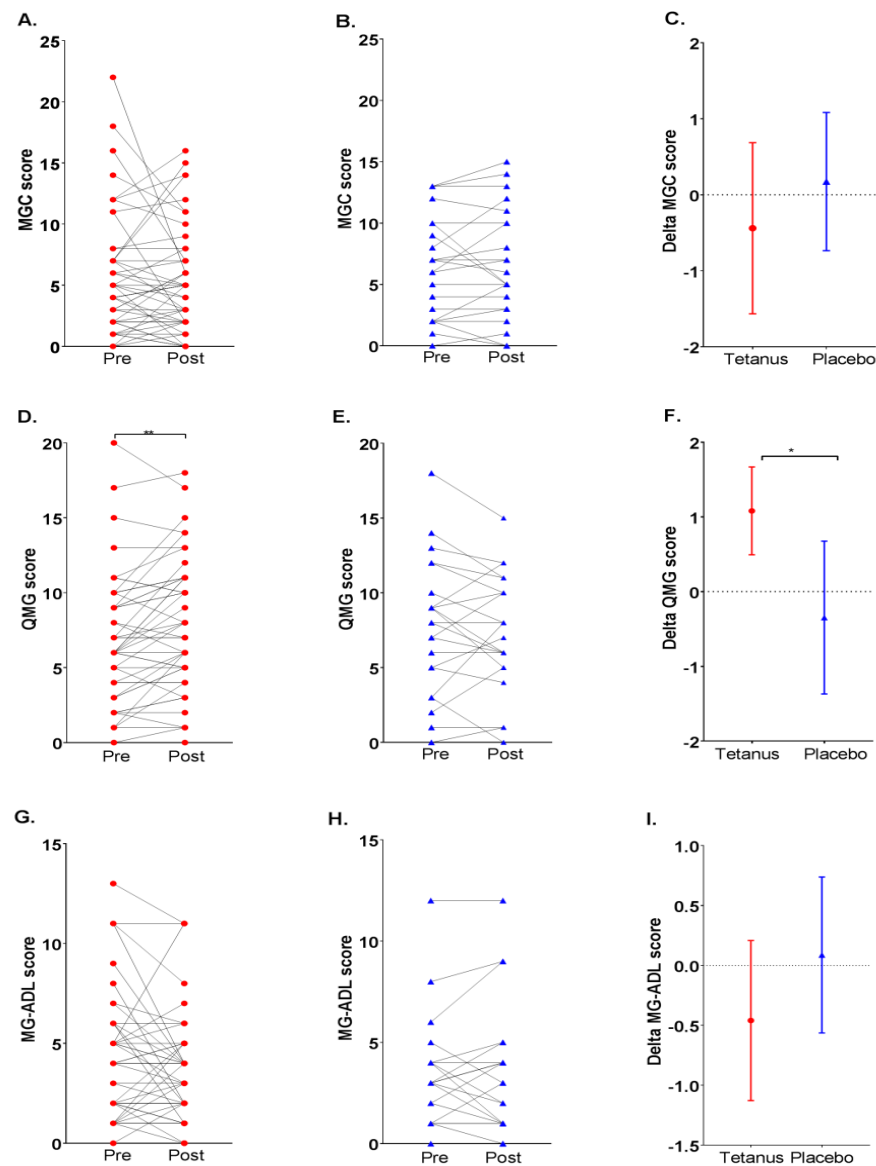 A.
B.
C.
MGC score
25
20
15
10
5
0
Pre Post
MGC score
25
20
15
10
5
0
Pre Post
Delta MGC score
2
1
0
-1
-2
Tetanus Placebo
D.
E.
F.
QMG score
20
15
10
5
0
**
Pre Post
QMG score
20
15
10
5
0
Pre Post
Delta QMG score
2
1
0
-1
-2
*
Tetanus Placebo
G.
H.
I.
MG-ADL score
15
10
5
0
Pre Post
MG-ADL score
15
10
5
0
Pre Post
Delta MG-ADL score
1.0
0.5
0.0
-0.5
-1.0
-1.5
Tetanus Placebo